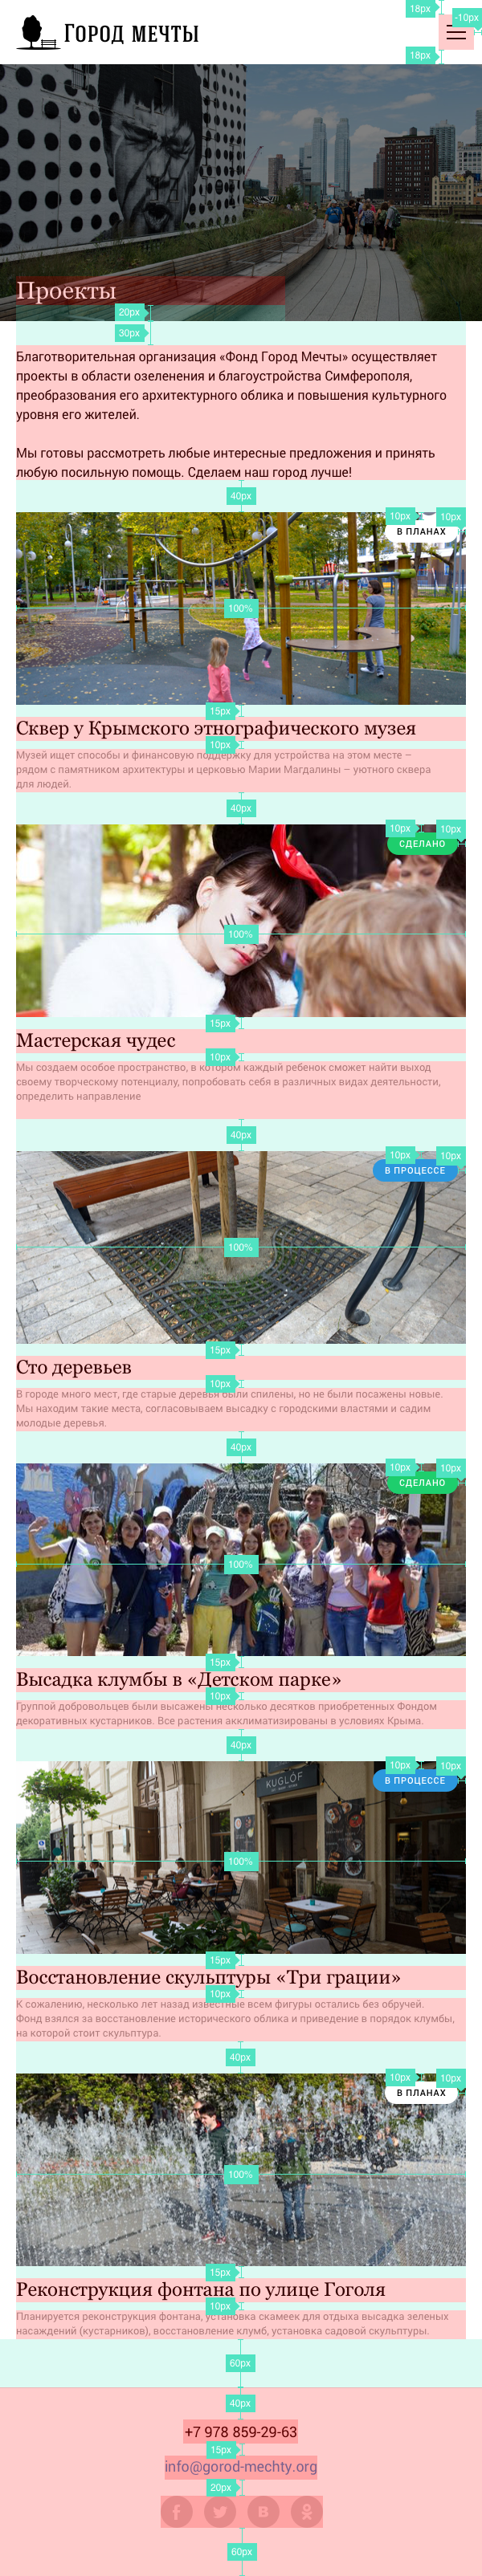 18px
-10px
Город мечты
18px
Проекты
20px
30px
Благотворительная организация «Фонд Город Мечты» осуществляет
проекты в области озеленения и благоустройства Симферополя,
преобразования его архитектурного облика и повышения культурного
уровня его жителей.
Мы готовы рассмотреть любые интересные предложения и принять
любую посильную помощь. Сделаем наш город лучше!
40px
10px
10px
В ПЛАНАХ
100%
15px
Сквер у Крымского этнографического музея
10px
Музей ищет способы и финансовую поддержку для устройства на этом месте –
рядом с памятником архитектуры и церковью Марии Магдалины – уютного сквера
для людей.
40px
10px
10px
СДЕЛАНО
100%
15px
Мастерская чудес
10px
Мы создаем особое пространство, в котором каждый ребенок сможет найти выход
своему творческому потенциалу, попробовать себя в различных видах деятельности,
определить направление
40px
10px
10px
В ПРОЦЕССЕ
100%
15px
Сто деревьев
10px
В городе много мест, где старые деревья были спилены, но не были посажены новые.
Мы находим такие места, согласовываем высадку с городскими властями и садим
молодые деревья.
40px
10px
10px
СДЕЛАНО
100%
15px
Высадка клумбы в «Детском парке»
10px
Группой добровольцев были высажены несколько десятков приобретенных Фондом
декоративных кустарников. Все растения акклиматизированы в условиях Крыма.
40px
10px
10px
В ПРОЦЕССЕ
KUGLÓF
100%
15px
Восстановление скульптуры «Три грации»
10px
К сожалению, несколько лет назад известные всем фигуры остались без обручей.
Фонд взялся за восстановление исторического облика и приведение в порядок клумбы,
на которой стоит скульптура.
40px
10px
10px
В ПЛАНАХ
100%
15px
Реконструкция фонтана по улице Гоголя
10px
Планируется реконструкция фонтана, установка скамеек для отдыха высадка зеленых
насаждений (кустарников), восстановление клумб, установка садовой скульптуры.
60px
40px
+7 978 859-29-63
15px
info@gorod-mechty.org
20px
60px